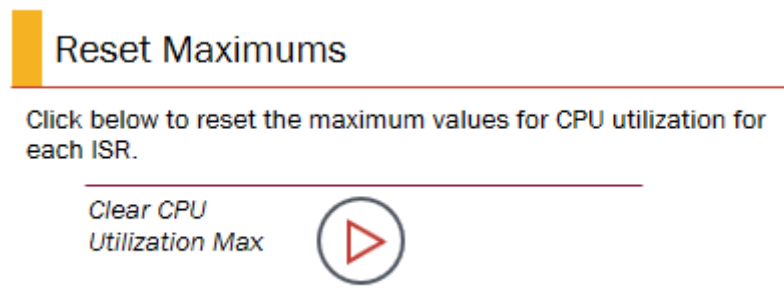 Reset Maximums
Click below to reset the maximum values for CPU utilization for
each ISR.
Clear CPU
Utilization Max